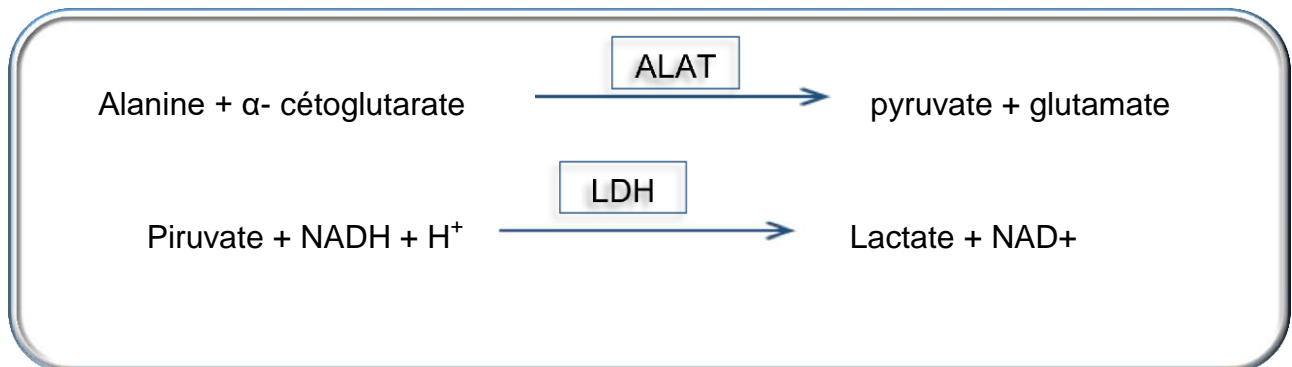 ALAT
Alanine + α- cétoglutarate pyruvate + glutamate
LDH
Piruvate + NADH + H⁺ Lactate + NAD+